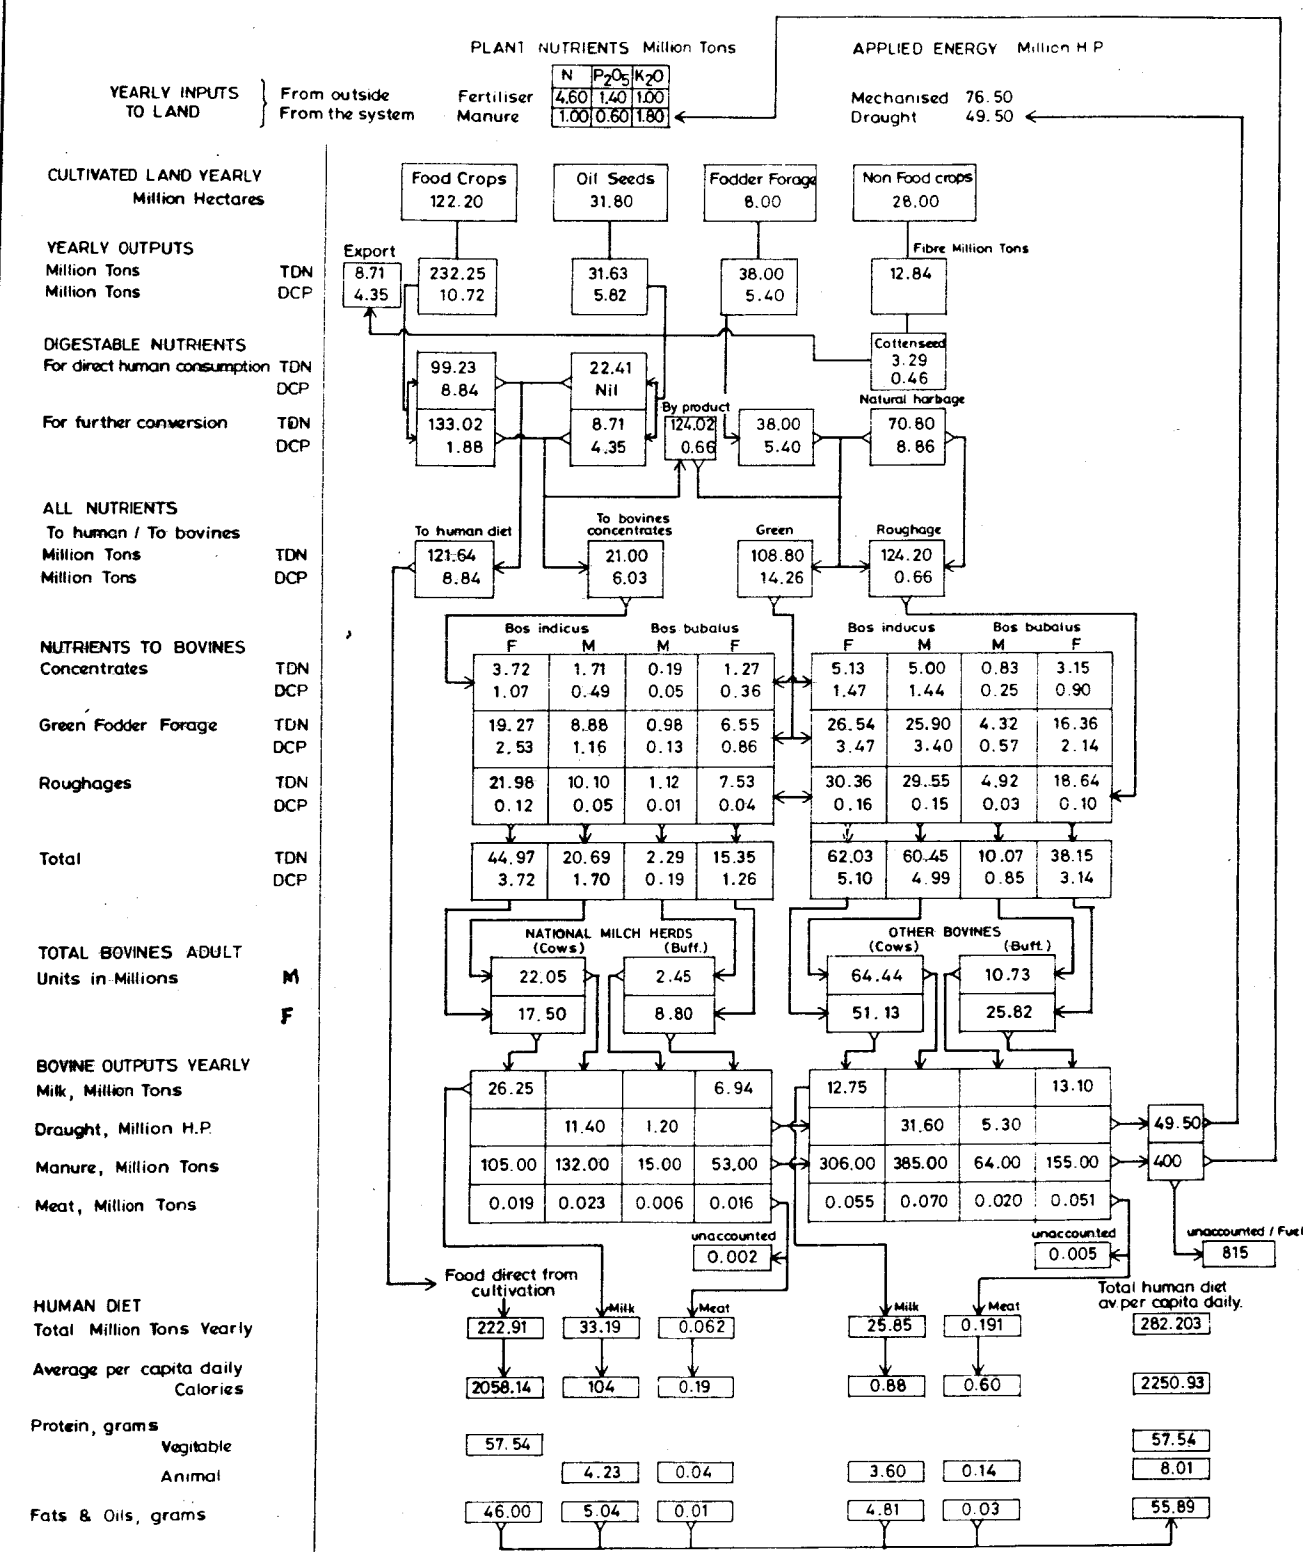 PLANT NUTRIENTS Million Tons APPLIED ENERGY Million H P
N P2O5 K2O
YEARLY INPUTS TO LAND From outside Fertiliser 4.60 1.40 1.00 Mechanised 76.50
From the system Manure 1.00 0.60 1.80 Draught 49.50
CULTIVATED LAND YEARLY Food Crops Oil Seeds Fodder Forage Non Food crops
Million Hectares 122.20 31.80 8.00 28.00
YEARLY OUTPUTS Export Fibre Million Tons
Million Tons TDN 8.71 232.25 31.63 38.00 12.84
Million Tons DCP 4.35 10.72 5.82 5.40
DIGESTABLE NUTRIENTS Cottenseed
For direct human consumption TDN 99.23 22.41 3.29
DCP 8.84 Nil 0.46
By product Natural harbage
For further conversion TDN 133.02 8.71 124.02 38.00 70.80
DCP 1.88 4.35 0.66 5.40 8.86
ALL NUTRIENTS
To human / To bovines To human diet To bovines concentrates Green Roughage
Million Tons TDN 121.64 21.00 108.80 124.20
Million Tons DCP 8.84 6.03 14.26 0.66
Bos indicus Bos bubalus Bos inducus Bos bubalus
NUTRIENTS TO BOVINES F M M F F M M F
Concentrates TDN 3.72 1.71 0.19 1.27 5.13 5.00 0.83 3.15
DCP 1.07 0.49 0.05 0.36 1.47 1.44 0.25 0.90
Green Fodder Forage TDN 19.27 8.88 0.98 6.55 26.54 25.90 4.32 16.36
DCP 2.53 1.16 0.13 0.86 3.47 3.40 0.57 2.14
Roughages TDN 21.98 10.10 1.12 7.53 30.36 29.55 4.92 18.64
DCP 0.12 0.05 0.01 0.04 0.16 0.15 0.03 0.10
Total TDN 44.97 20.69 2.29 15.35 62.03 60.45 10.07 38.15
DCP 3.72 1.70 0.19 1.26 5.10 4.99 0.85 3.14
NATIONAL MILCH HERDS OTHER BOVINES
TOTAL BOVINES ADULT (Cows) (Buff.) (Cows) (Buff.)
Units in Millions M 22.05 2.45 64.44 10.73
F 17.50 8.80 51.13 25.82
BOVINE OUTPUTS YEARLY
Milk, Million Tons 26.25 6.94 12.75 13.10
Draught, Million H.P. 11.40 1.20 31.60 5.30 49.50
Manure, Million Tons 105.00 132.00 15.00 53.00 306.00 385.00 64.00 155.00 400
Meat, Million Tons 0.019 0.023 0.006 0.016 0.055 0.070 0.020 0.051
unaccounted unaccounted unaccounted / Fuel
0.002 0.005 815
Food direct from cultivation Total human diet av. per capita daily.
HUMAN DIET Milk Meat Milk Meat
Total Million Tons Yearly 222.91 33.19 0.062 25.85 0.191 282.203
Average per capita daily
Calories 2058.14 104 0.19 0.88 0.60 2250.93
Protein, grams
Vegitable 57.54 57.54
Animal 4.23 0.04 3.60 0.14 8.01
Fats & Oils, grams 46.00 5.04 0.01 4.81 0.03 55.89